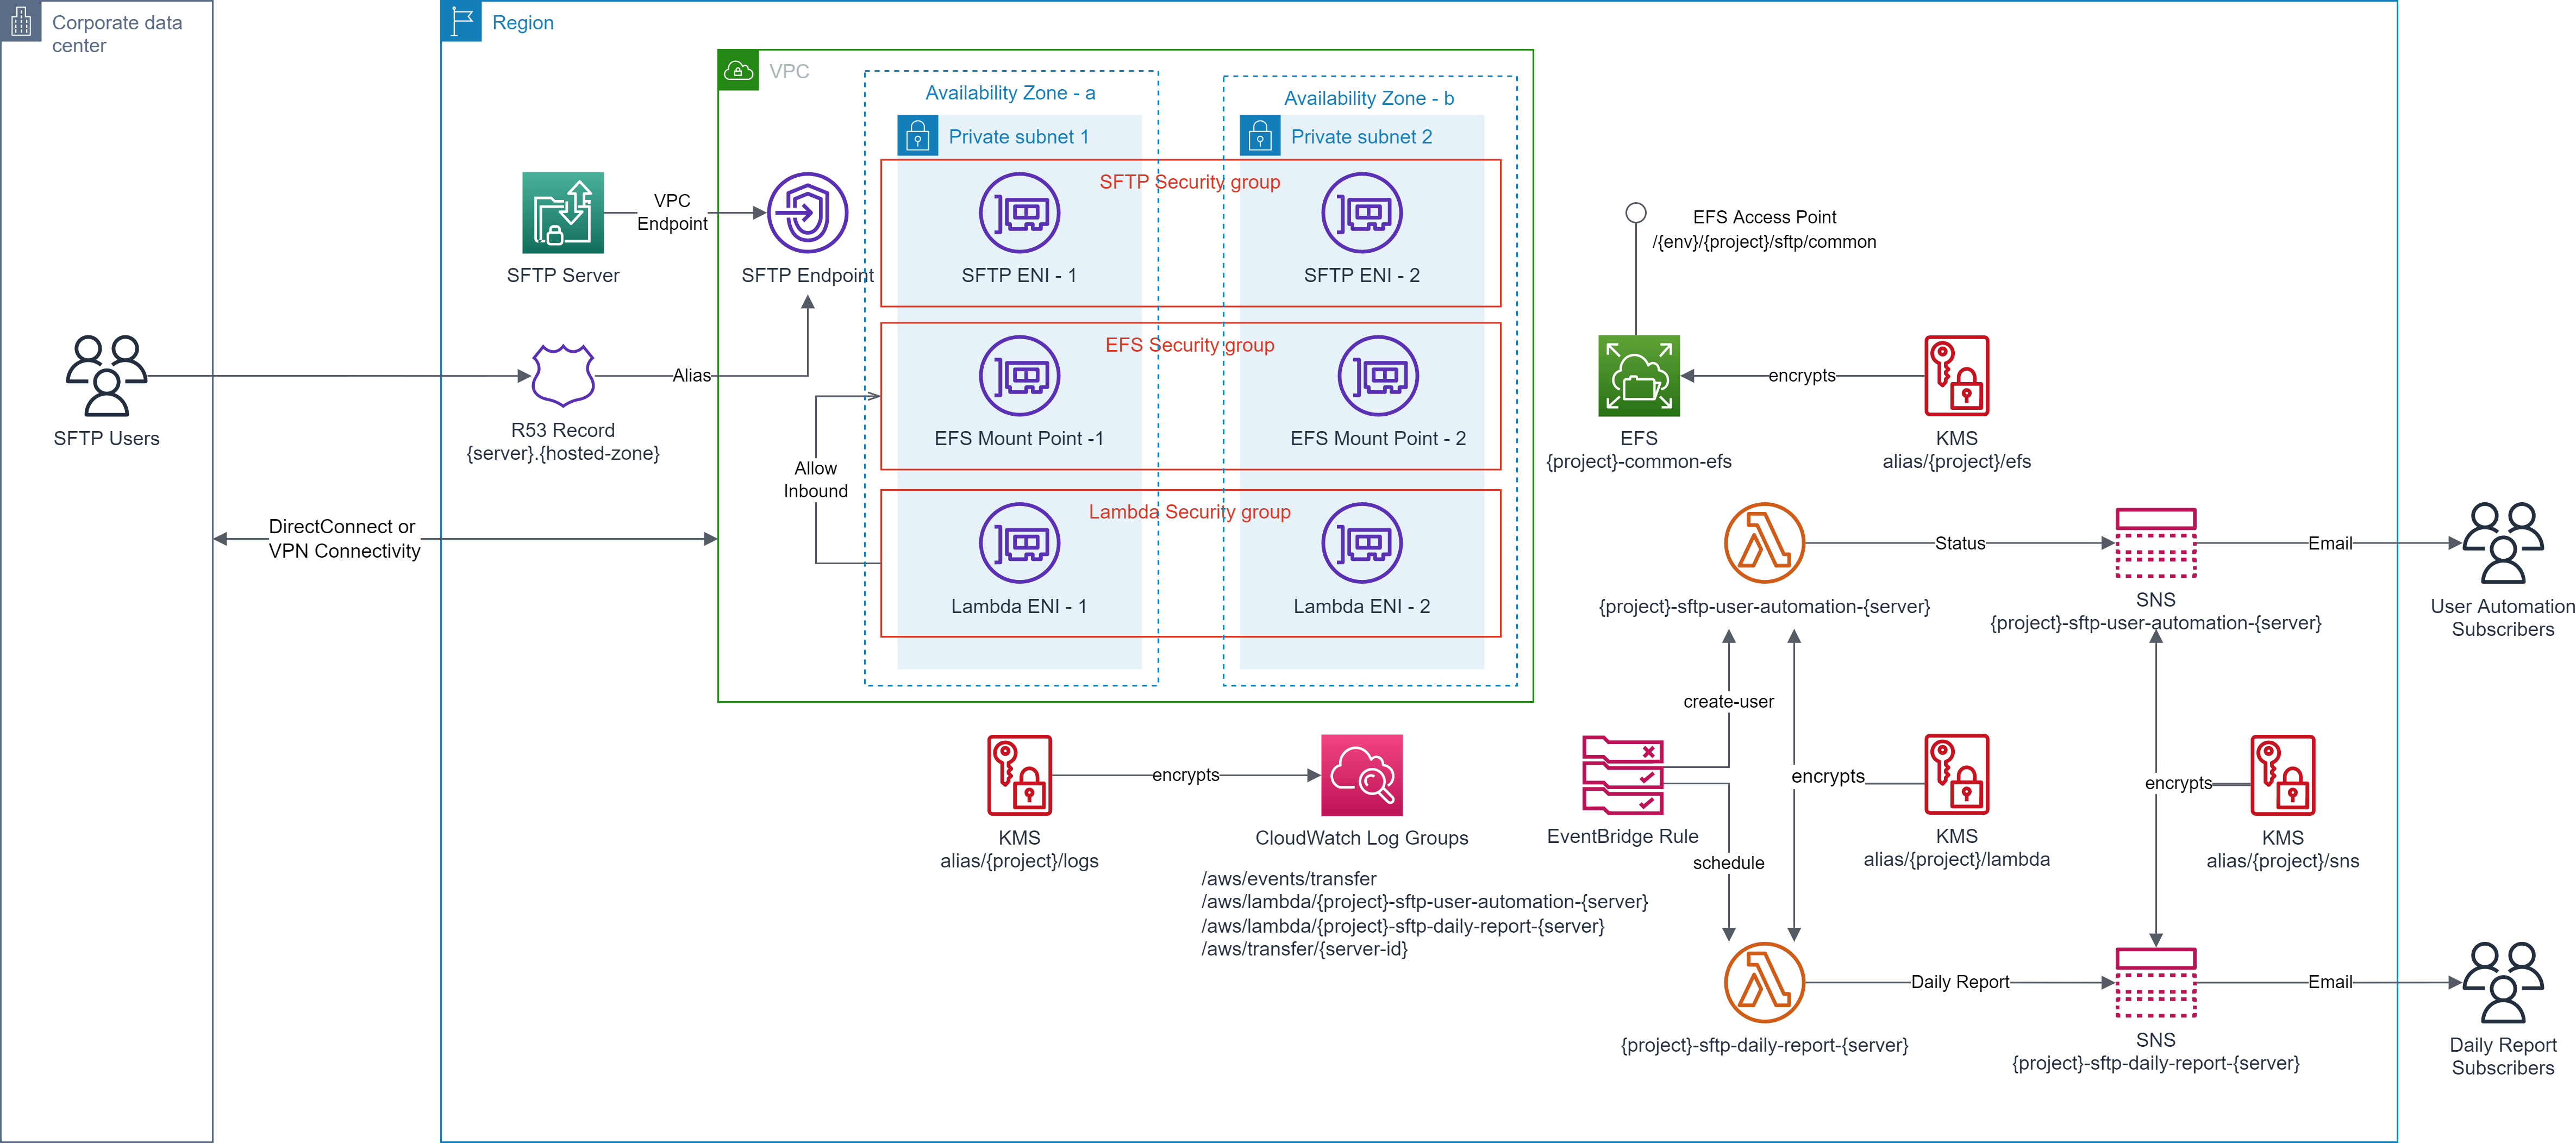 Corporate data
center
Region
VPC
Availability Zone - a
Availability Zone - b
Private subnet 1
Private subnet 2
SFTP Security group
VPC
Endpoint
SFTP Server
SFTP Endpoint
SFTP ENI - 1
SFTP ENI - 2
EFS Access Point
/{env}/{project}/sftp/common
EFS Security group
SFTP Users
R53 Record
{server}.{hosted-zone}
Alias
EFS Mount Point -1
EFS Mount Point - 2
EFS
{project}-common-efs
encrypts
KMS
alias/{project}/efs
Allow
Inbound
DirectConnect or
VPN Connectivity
Lambda Security group
Lambda ENI - 1
Lambda ENI - 2
{project}-sftp-user-automation-{server}
Status
SNS
{project}-sftp-user-automation-{server}
Email
User Automation
Subscribers
create-user
KMS
alias/{project}/logs
encrypts
CloudWatch Log Groups
/aws/events/transfer
/aws/lambda/{project}-sftp-user-automation-{server}
/aws/lambda/{project}-sftp-daily-report-{server}
/aws/transfer/{server-id}
EventBridge Rule
schedule
encrypts
KMS
alias/{project}/lambda
encrypts
KMS
alias/{project}/sns
{project}-sftp-daily-report-{server}
Daily Report
SNS
{project}-sftp-daily-report-{server}
Email
Daily Report
Subscribers